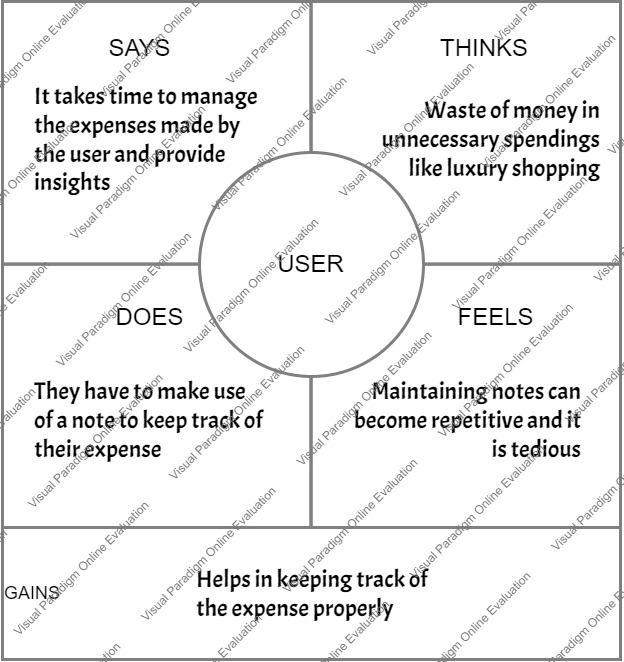 SAYS
It takes time to manage
the expenses made by
the user and provide
insights
THINKS
Waste of money in
unnecessary spendings
like luxury shopping
USER
DOES
They have to make use
of a note to keep track of
their expense
FEELS
Maintaining notes can
become repetitive and it
is tedious
GAINS
Helps in keeping track of
the expense properly
Visual Paradigm Online Evaluation